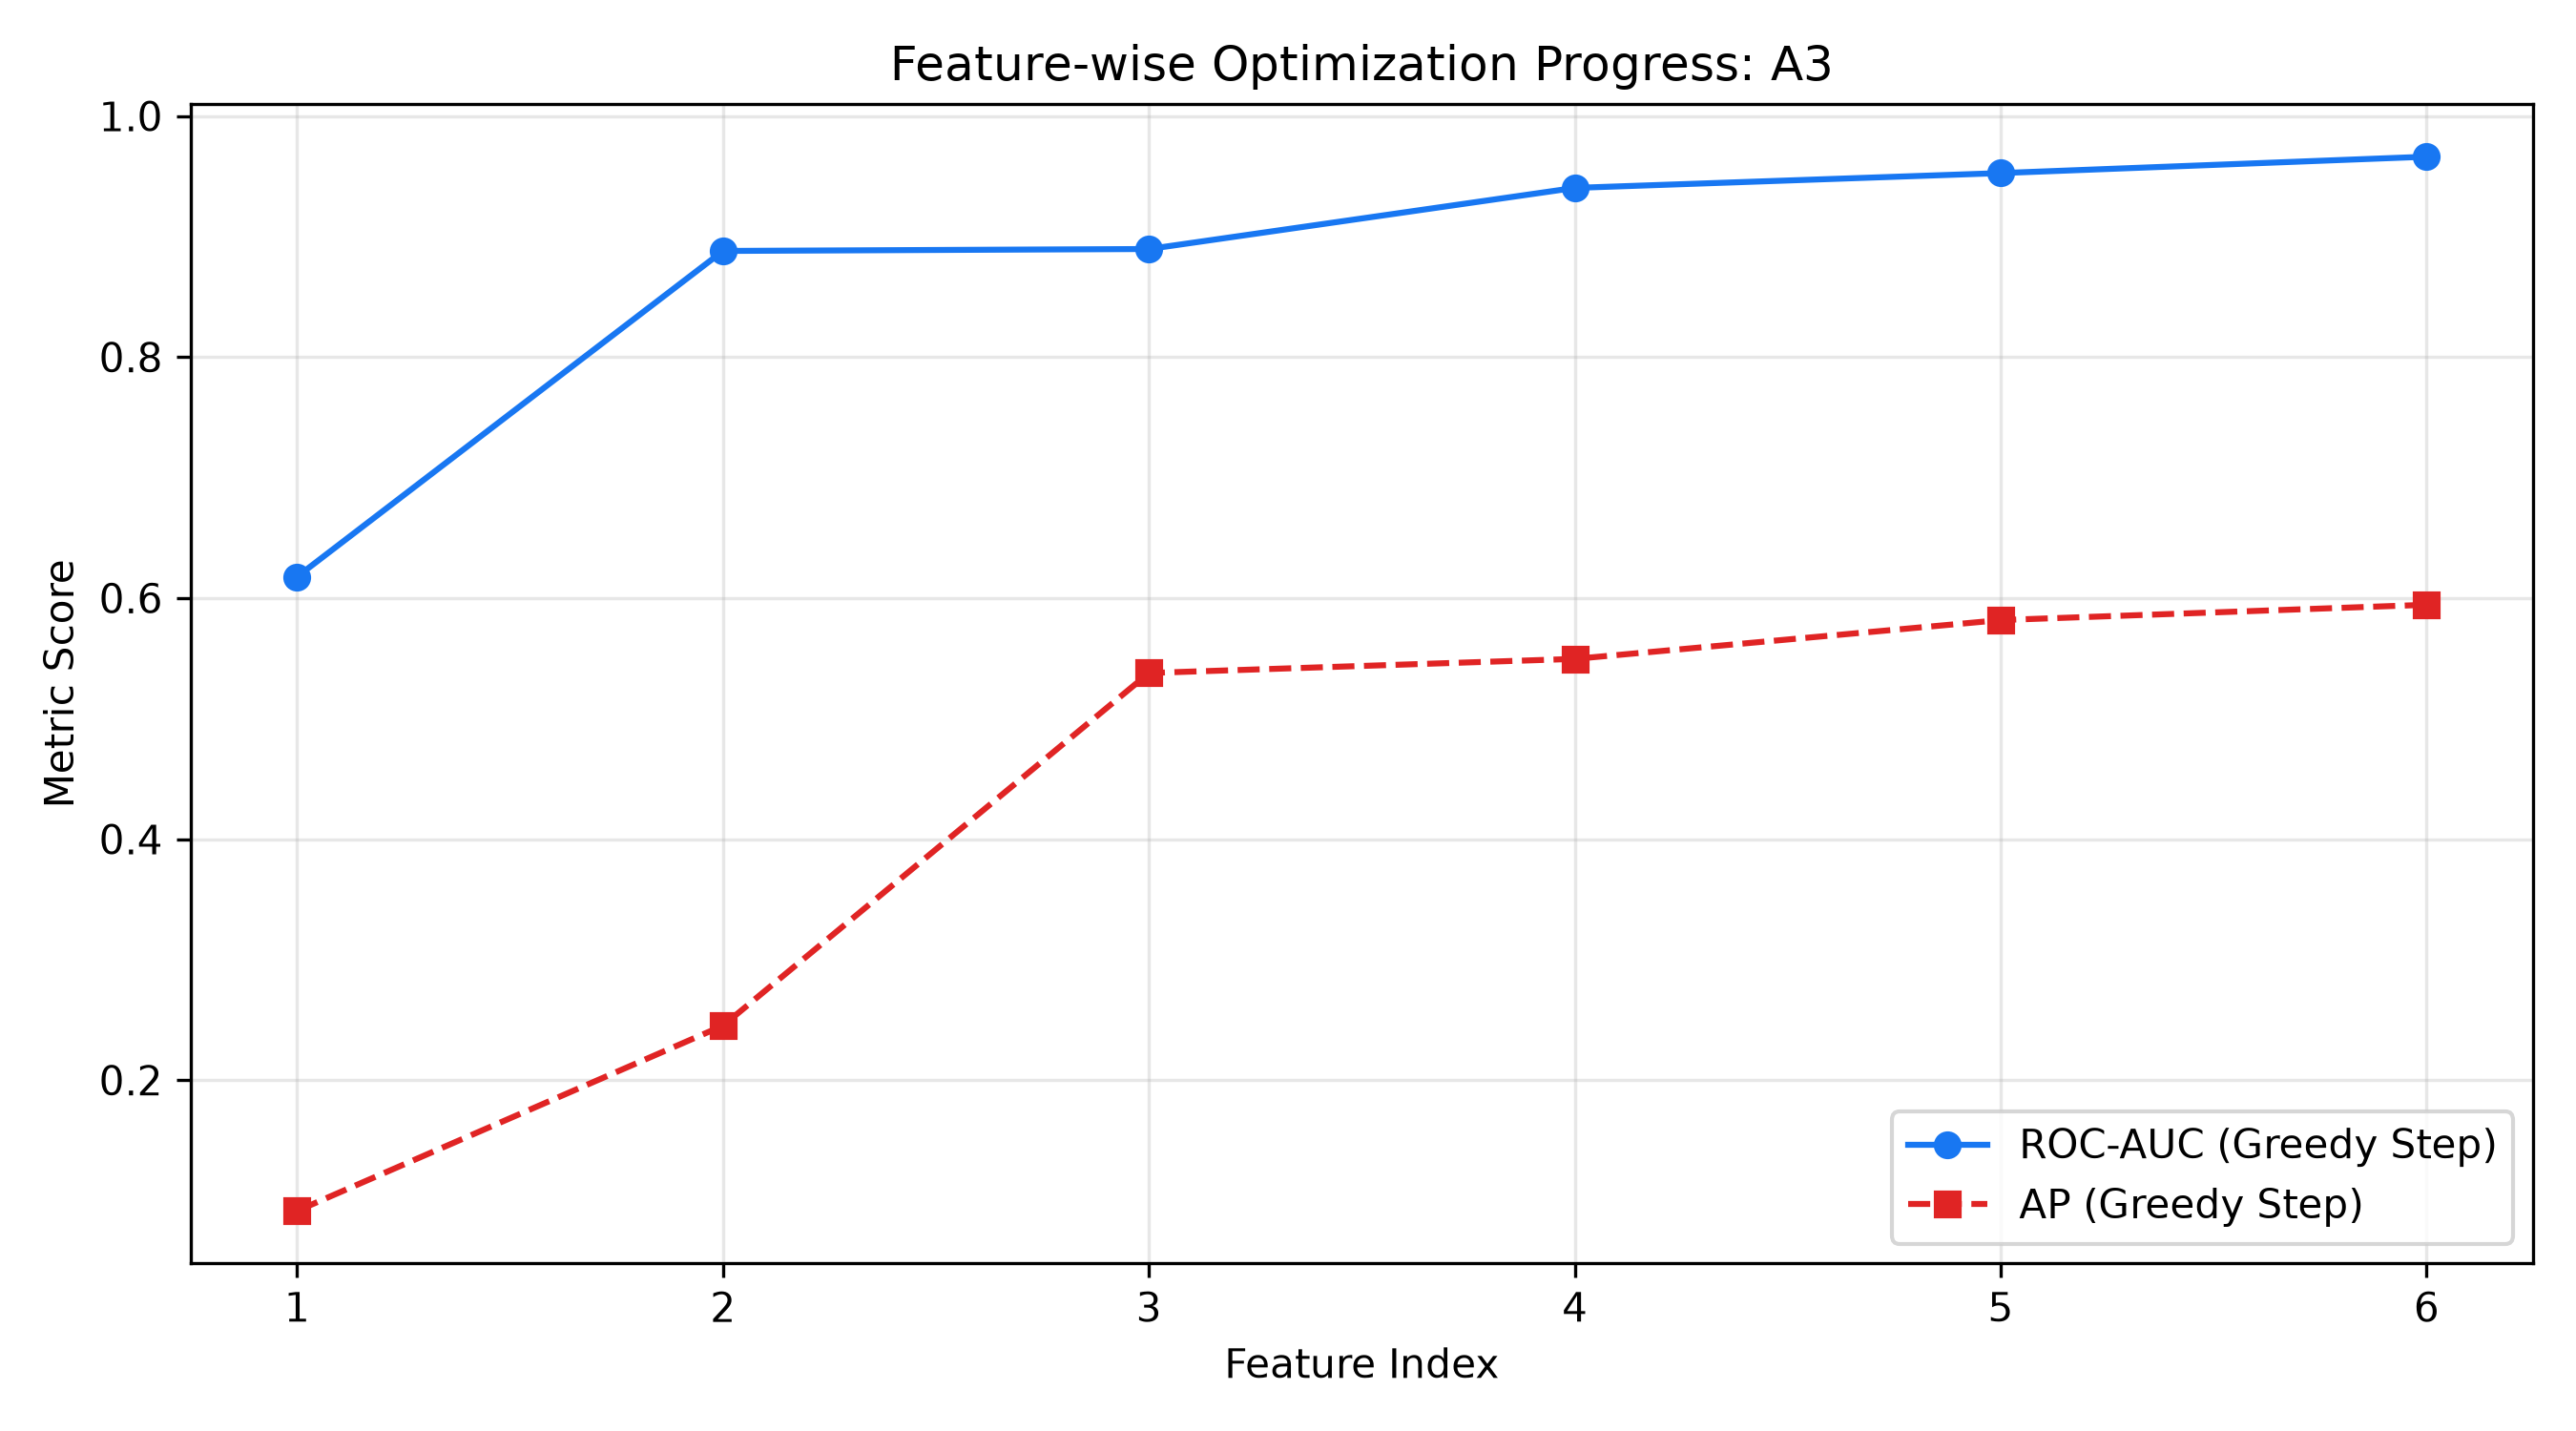 Feature-wise Optimization Progress: A3
1.0
0.8
0.6
0.4
0.2
Metric Score
1 2 3 4 5 6
Feature Index
ROC-AUC (Greedy Step)
AP (Greedy Step)